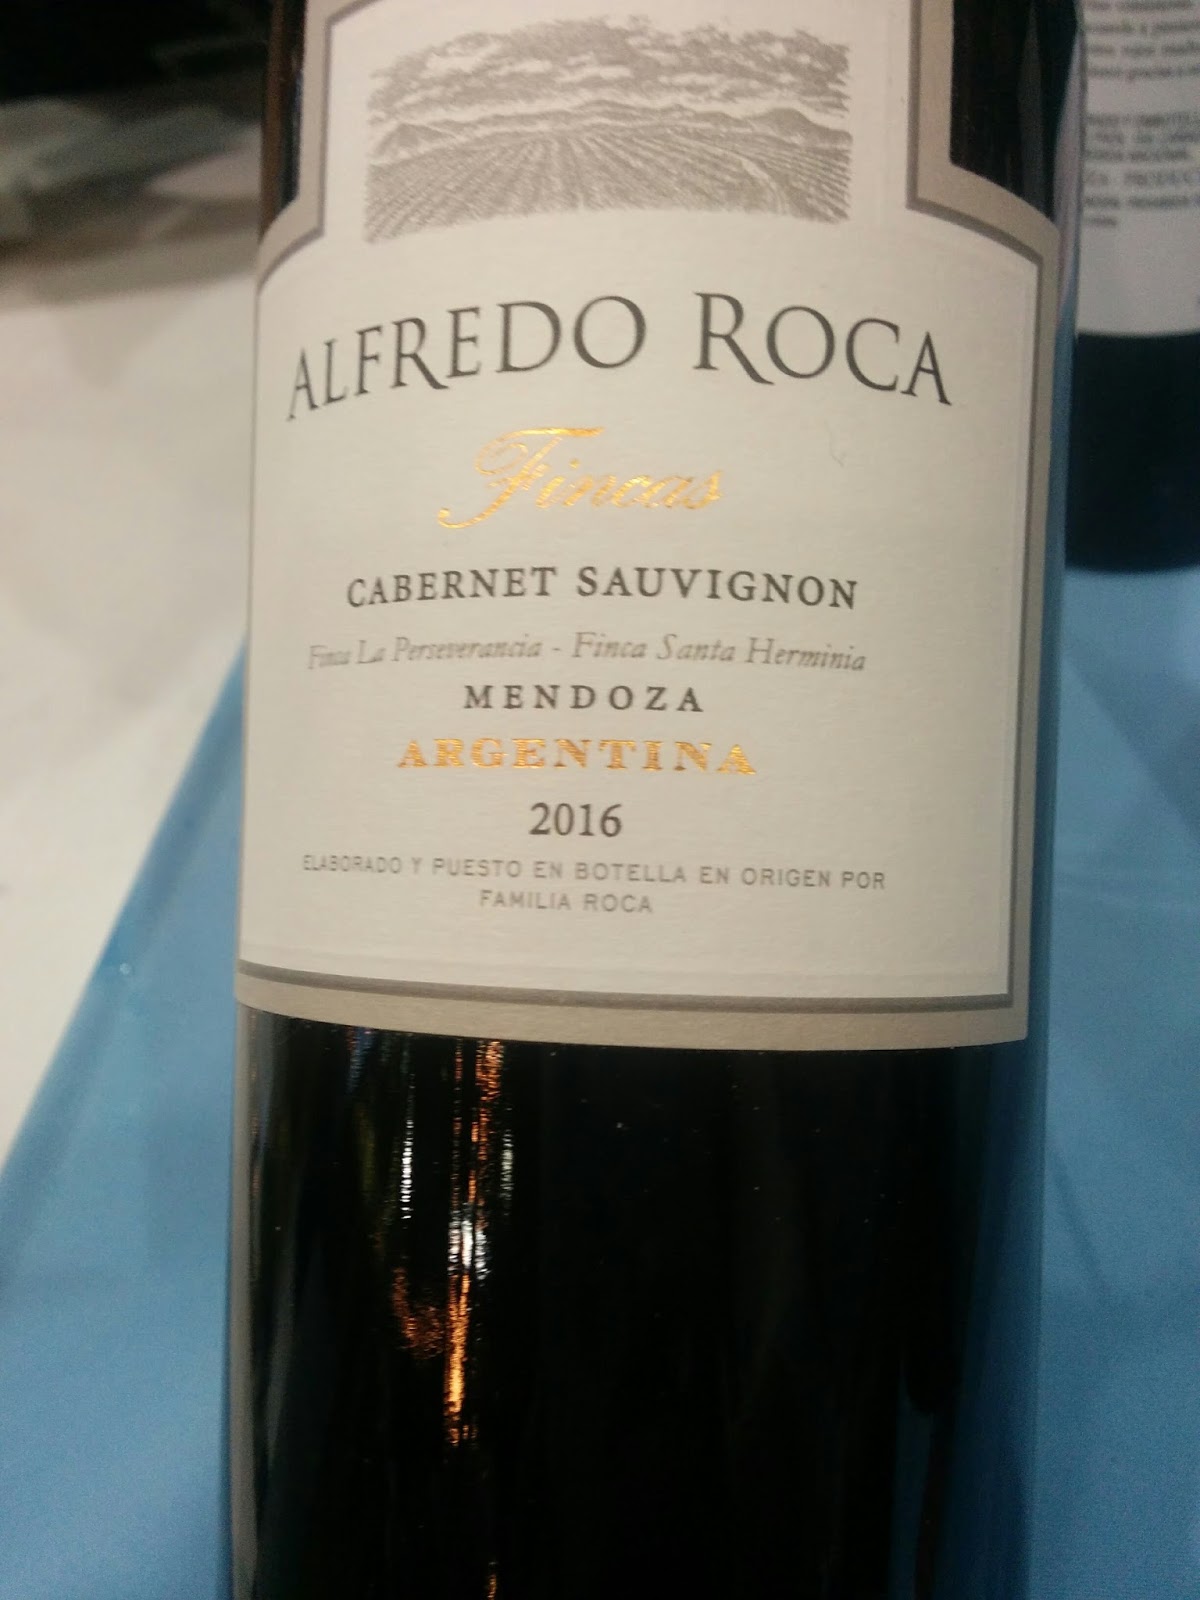 ALFREDO ROCA
Fincas
CABERNET SAUVIGNON
Finca La Perseverancia - Finca Santa Herminia
MENDOZA
ARGENTINA
2016
ELABORADO Y PUESTO EN BOTELLA EN ORIGEN POR
FAMILIA ROCA